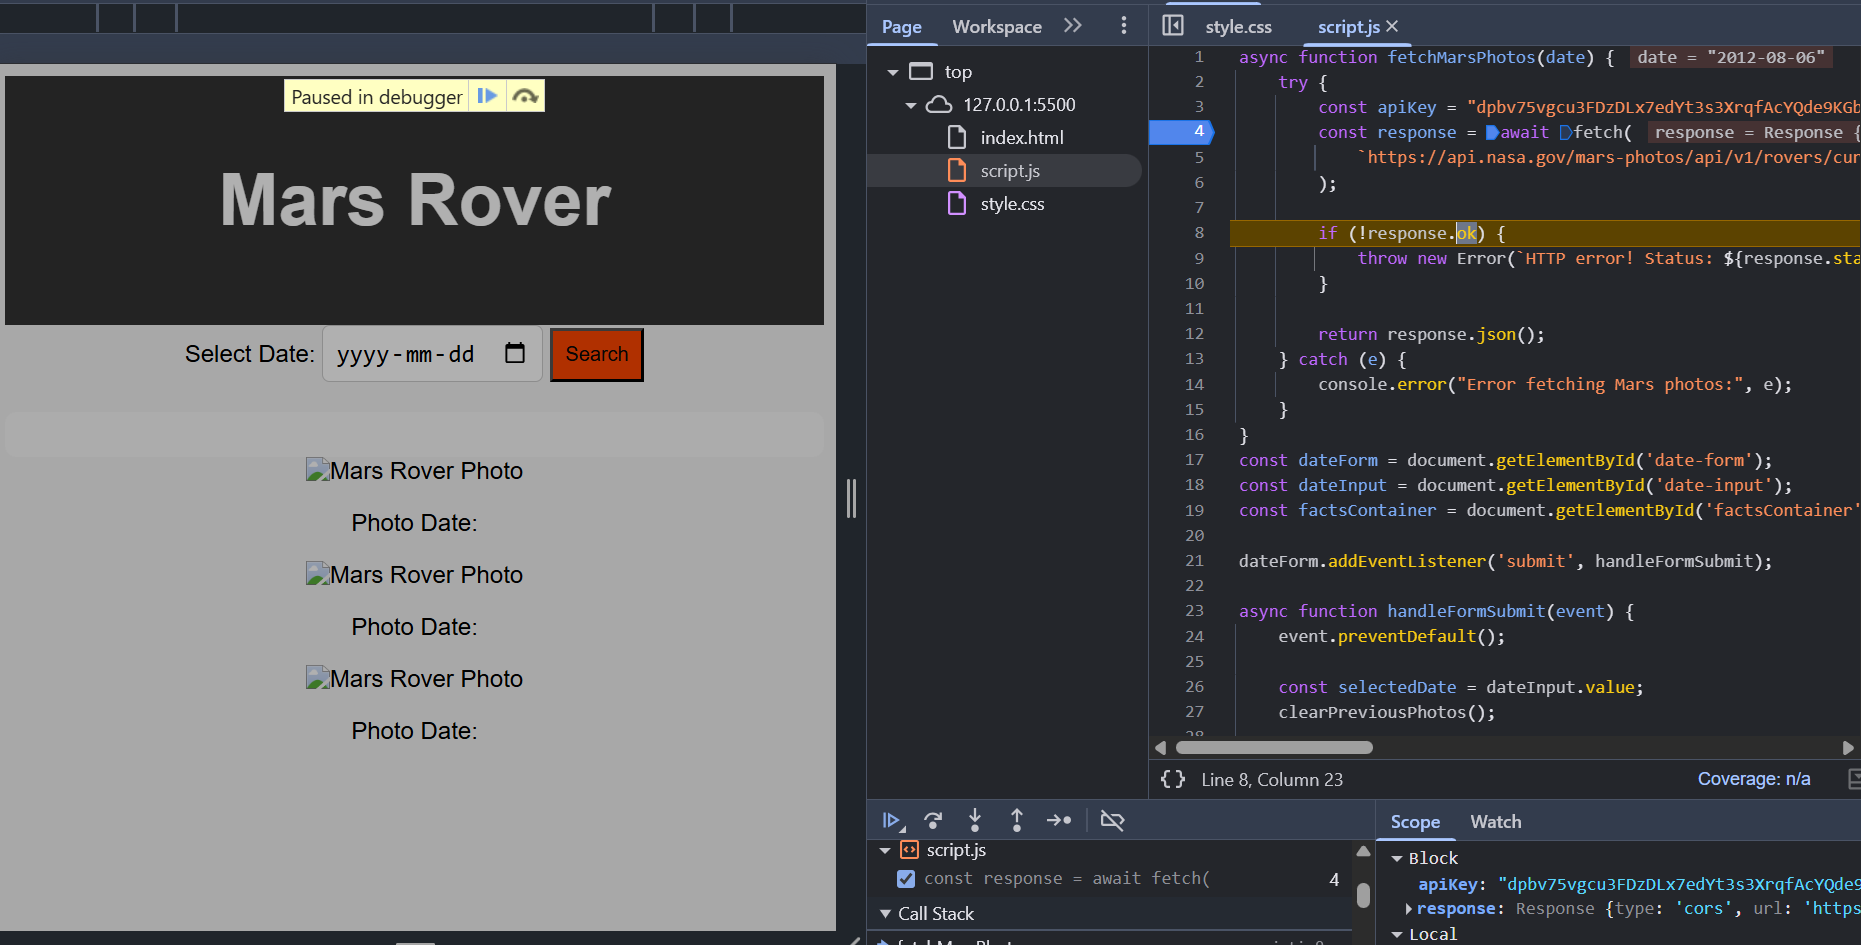 Paused in debugger
Mars Rover
Select Date: yyyy-mm-dd Search
Mars Rover Photo
Photo Date:
Mars Rover Photo
Photo Date:
Mars Rover Photo
Photo Date:
Page Workspace
top
127.0.0.1:5500
index.html
script.js
style.css
style.css script.js
1 async function fetchMarsPhotos(date) { date = "2012-08-06"
2 try {
3 const apiKey = "dpbv75vgcu3FDzDLx7edYt3s3XrqfAcYQde9KGb
4 const response = await fetch( response = Response {
5 `https://api.nasa.gov/mars-photos/api/v1/rovers/cur
6 );
7
8 if (!response.ok) {
9 throw new Error(`HTTP error! Status: ${response.sta
10 }
11
12 return response.json();
13 } catch (e) {
14 console.error("Error fetching Mars photos:", e);
15 }
16 }
17 const dateForm = document.getElementById('date-form');
18 const dateInput = document.getElementById('date-input');
19 const factsContainer = document.getElementById('factsContainer'
20
21 dateForm.addEventListener('submit', handleFormSubmit);
22
23 async function handleFormSubmit(event) {
24 event.preventDefault();
25
26 const selectedDate = dateInput.value;
27 clearPreviousPhotos();
28
{} Line 8, Column 23 Coverage: n/a
script.js
const response = await fetch( 4
Call Stack
Scope Watch
Block
apiKey: "dpbv75vgcu3FDzDLx7edYt3s3XrqfAcYQde9
response: Response {type: 'cors', url: 'https
Local